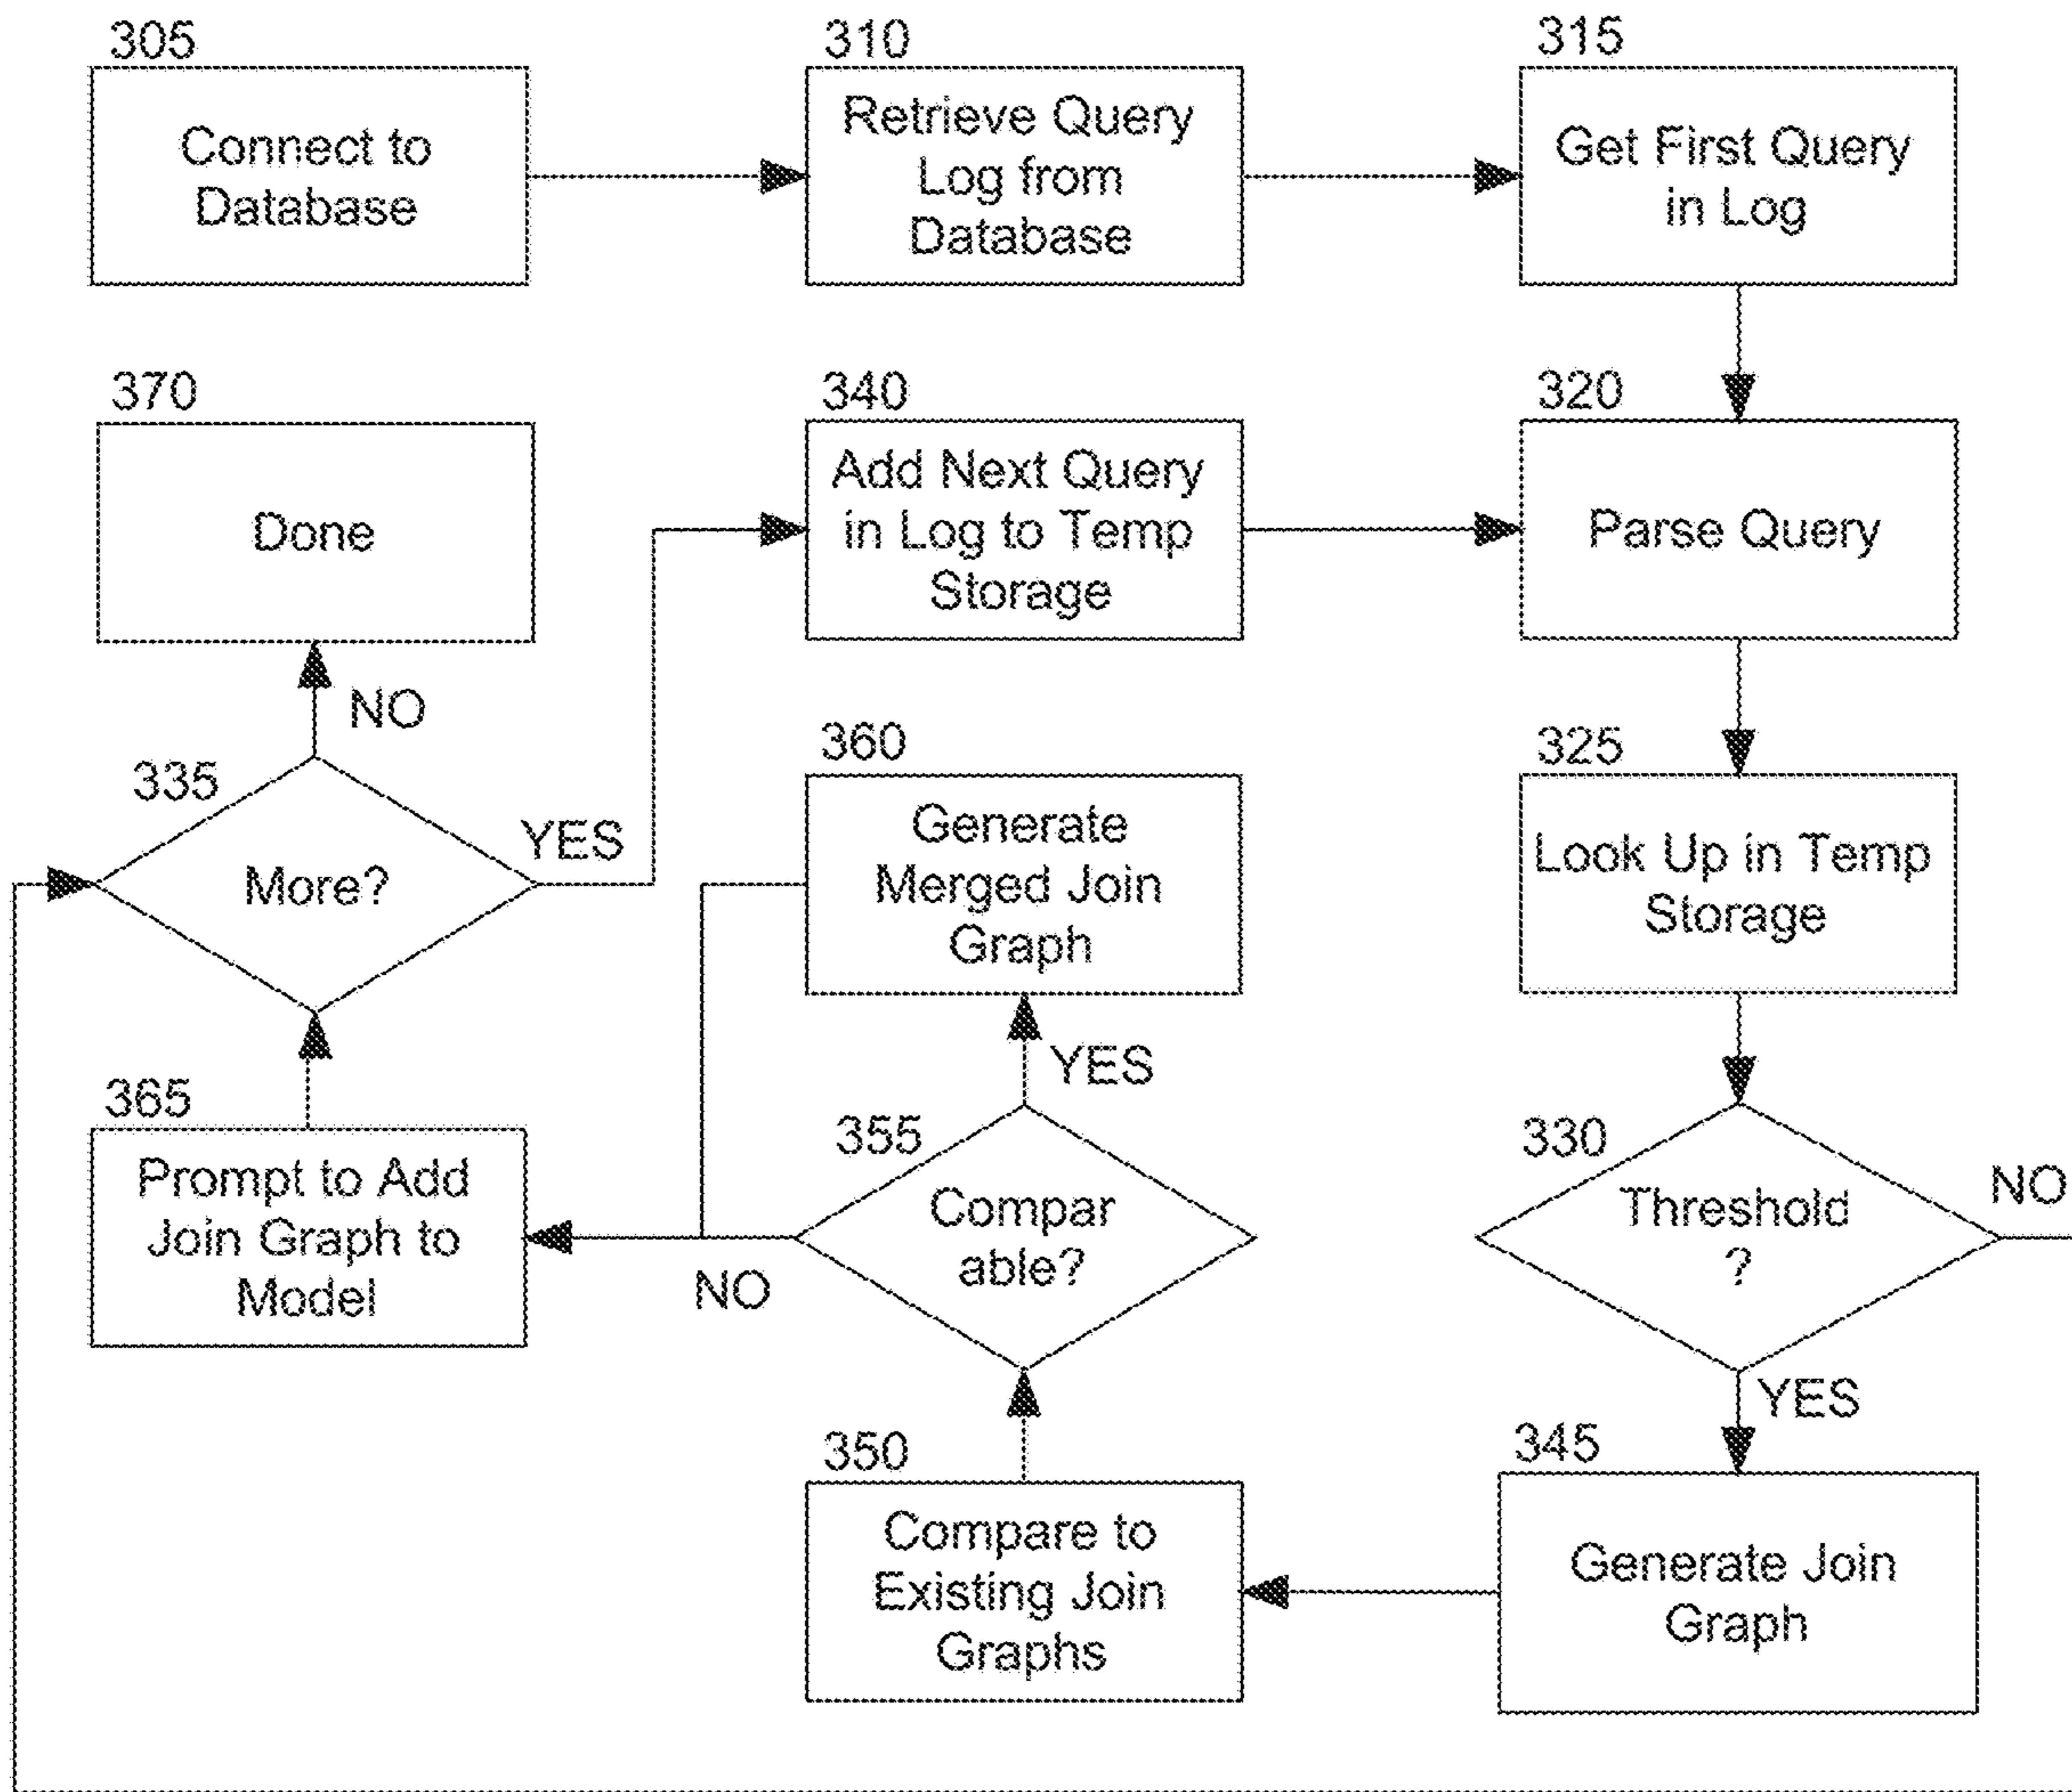 305
Connect to
Database
310
Retrieve Query
Log from
Database
315
Get First Query
in Log
370
Done
340
Add Next Query
in Log to Temp
Storage
320
Parse Query
NO
335
More?
YES
360
Generate
Merged Join
Graph
325
Look Up in Temp
Storage
365
Prompt to Add
Join Graph to
Model
YES
355
Compar
able?
NO
330
Threshold
?
NO
YES
350
Compare to
Existing Join
Graphs
345
Generate Join
Graph